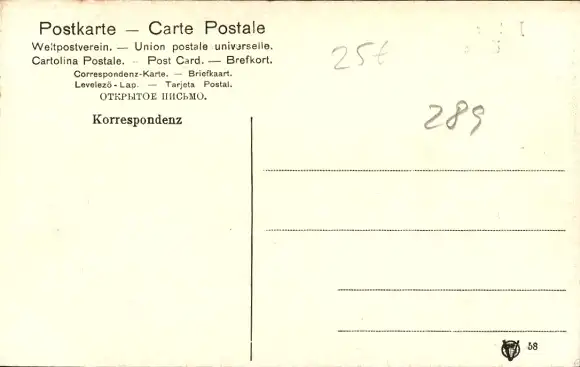 Postkarte — Carte Postale
Weltpostverein. — Union postale universelle.
Cartolina Postale. - Post Card. — Brefkort.
Correspondenz-Karte. — Briefkaart.
Levelező-Lap. — Tarjeta Postal.
ОТКРЫТОЕ ПИСЬМО.
25t
289
Korrespondenz
58